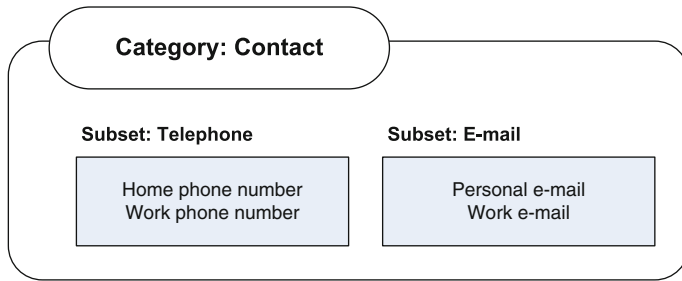 Category: Contact
Subset: Telephone
Home phone number
Work phone number
Subset: E-mail
Personal e-mail
Work e-mail